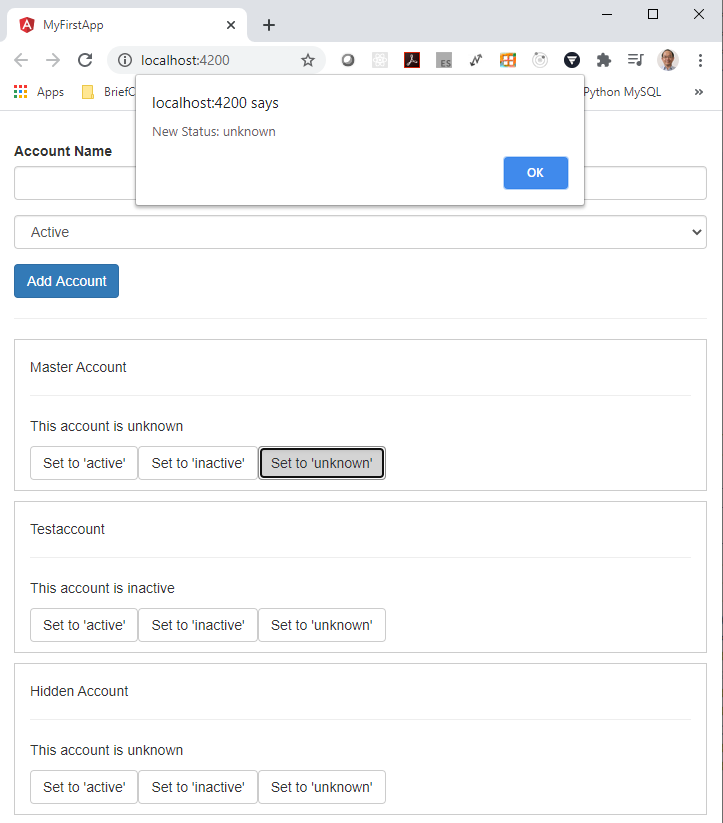 MyFirstApp
localhost:4200
ES
Apps
BriefC
Python MySQL
»
localhost:4200 says
New Status: unknown
OK
Account Name
Active
Add Account
Master Account
This account is unknown
Set to 'active' Set to 'inactive' Set to 'unknown'
Testaccount
This account is inactive
Set to 'active' Set to 'inactive' Set to 'unknown'
Hidden Account
This account is unknown
Set to 'active' Set to 'inactive' Set to 'unknown'